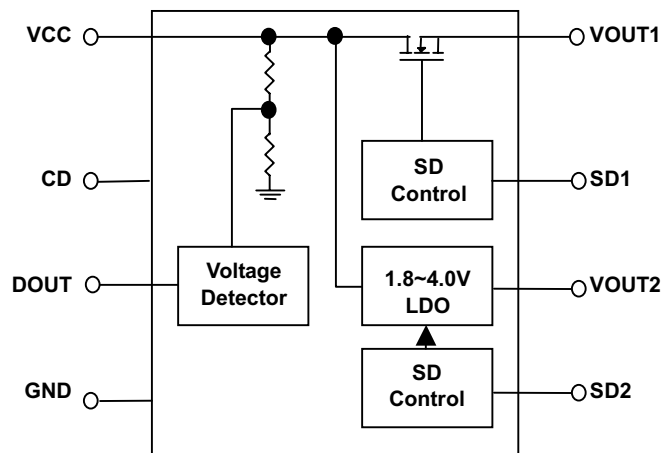 VCC
VOUT1
CD
SD
Control
SD1
DOUT
Voltage
Detector
1.8~4.0V
LDO
VOUT2
GND
SD
Control
SD2